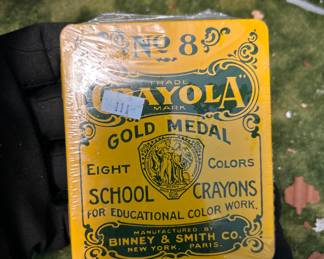 No 8
TRADE
CRAYOLA
MARK
111
GOLD MEDAL
EIGHT COLORS
SCHOOL CRAYONS
FOR EDUCATIONAL COLOR WORK.
MANUFACTURED BY
BINNEY & SMITH CO.
NEW YORK, PARIS.